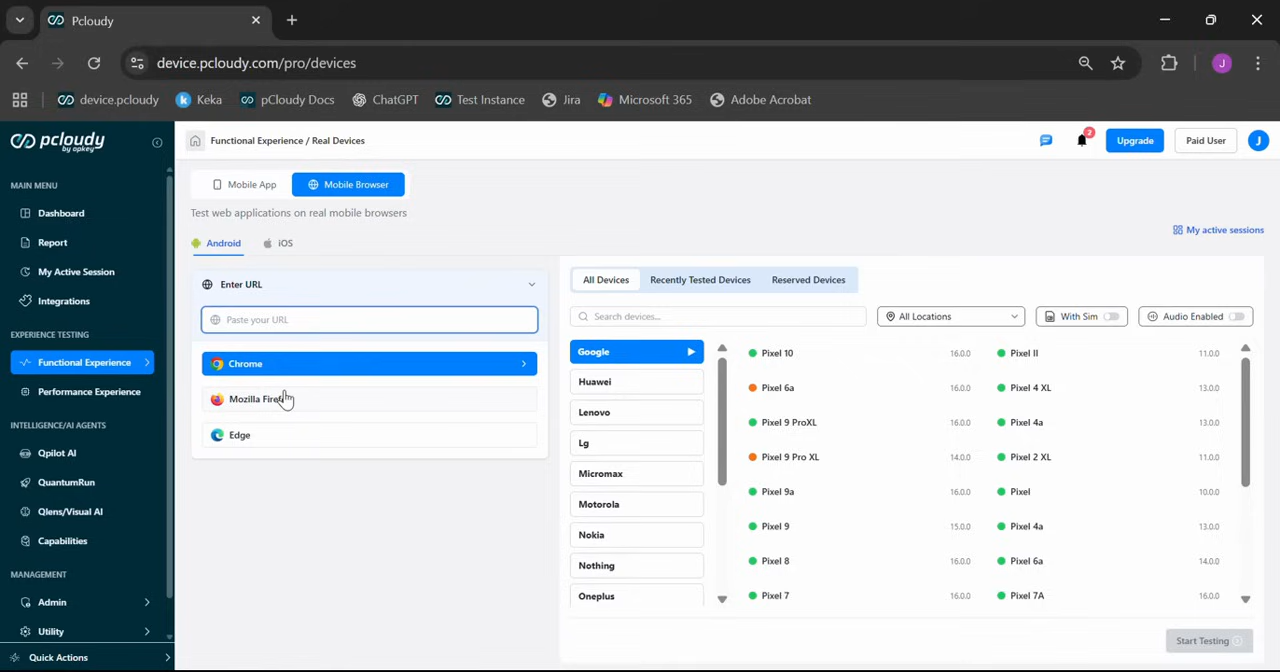 Pcloudy
device.pcloudy.com/pro/devices
device.pcloudy
Keka
pCloudy Docs
ChatGPT
Test Instance
Jira
Microsoft 365
Adobe Acrobat
pcloudy
by opkey
Functional Experience / Real Devices
2
Upgrade
Paid User
J
MAIN MENU
Dashboard
Report
My Active Session
Integrations
EXPERIENCE TESTING
Functional Experience
Performance Experience
INTELLIGENCE/AI AGENTS
Qpilot AI
QuantumRun
Qlens/Visual AI
Capabilities
MANAGEMENT
Admin
Utility
Quick Actions
Mobile App
Mobile Browser
Test web applications on real mobile browsers
My active sessions
Android
iOS
Enter URL
Paste your URL
Chrome
Mozilla
Edge
All Devices
Recently Tested Devices
Reserved Devices
Search devices...
All Locations
With Sim
Audio Enabled
Google
Huawei
Lenovo
Lg
Micromax
Motorola
Nokia
Nothing
Oneplus
Pixel 10 16.0.0
Pixel II 11.0.0
Pixel 6a 16.0.0
Pixel 4 XL 13.0.0
Pixel 9 ProXL 16.0.0
Pixel 4a 13.0.0
Pixel 9 Pro XL 14.0.0
Pixel 2 XL 11.0.0
Pixel 9a 16.0.0
Pixel 10.0.0
Pixel 9 15.0.0
Pixel 4a 13.0.0
Pixel 8 16.0.0
Pixel 6a 14.0.0
Pixel 7 16.0.0
Pixel 7A 16.0.0
Start Testing